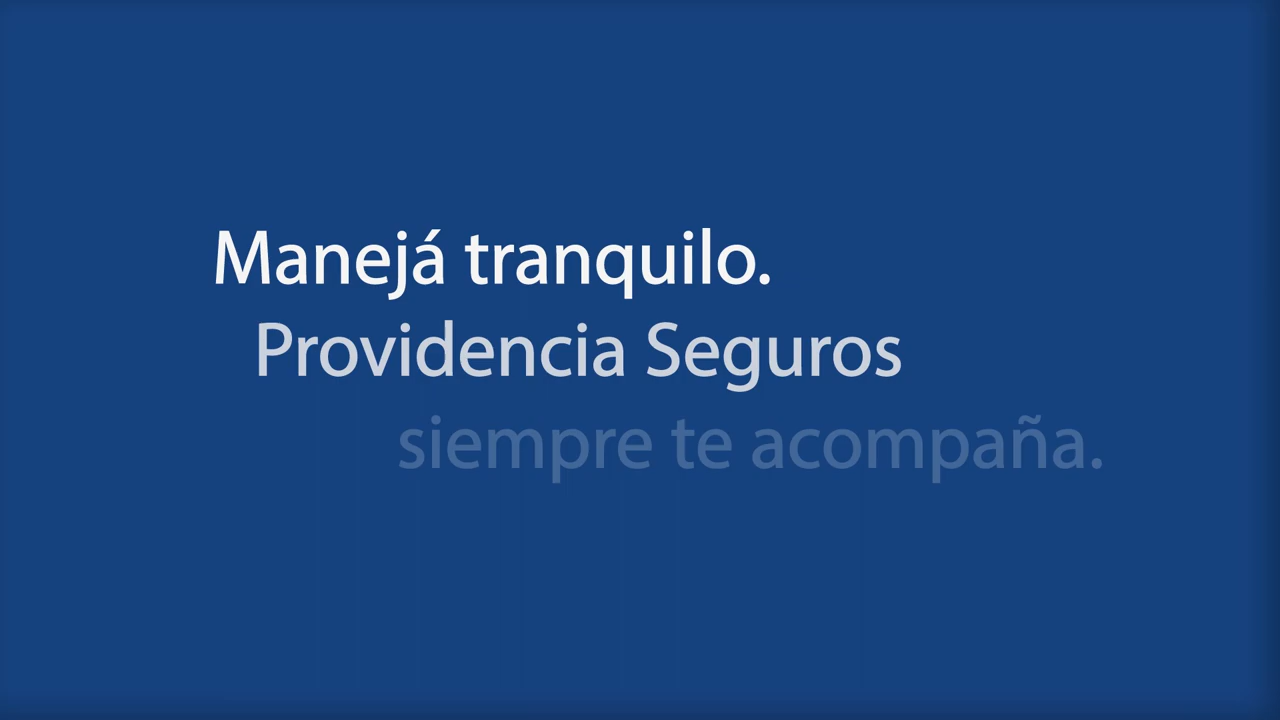 Manejá tranquilo.
Providencia Seguros
siempre te acompaña.